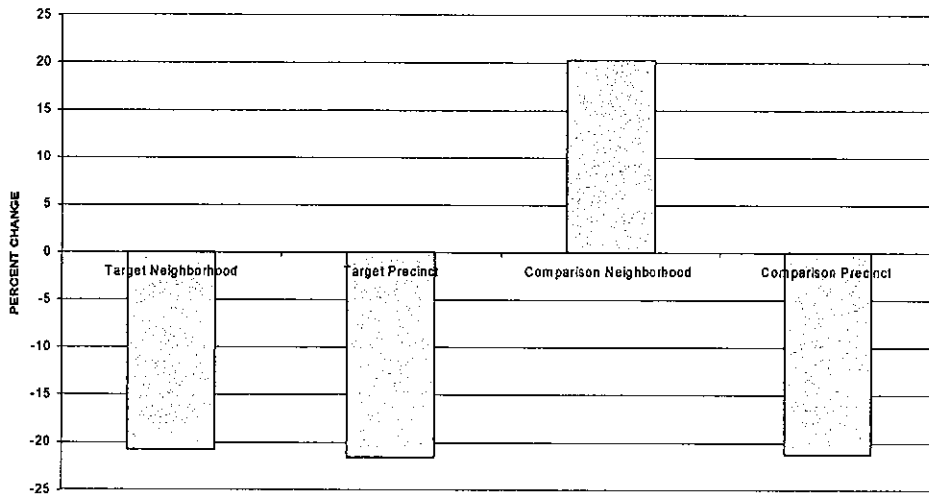 25
20
15
10
5
0
-5
-10
-15
-20
-25
PERCENT CHANGE
Target Neighborhood
Target Precinct
Comparison Neighborhood
Comparison Precinct